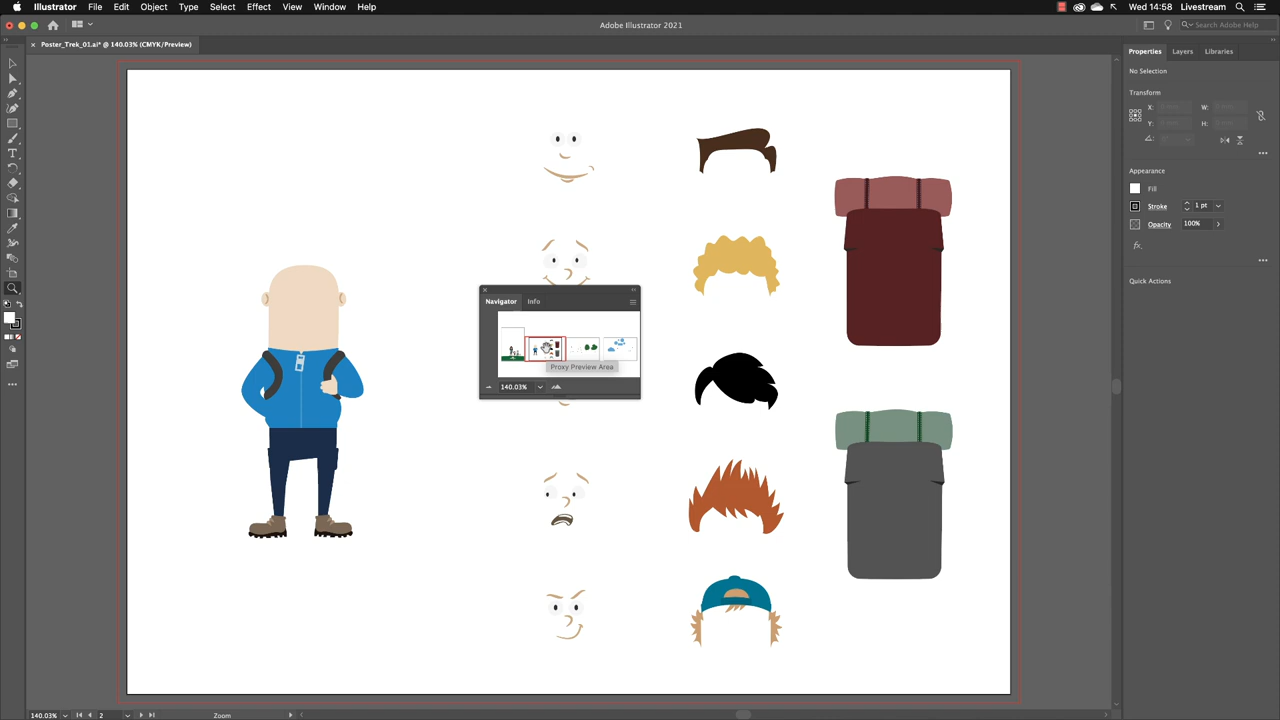 Illustrator File Edit Object Type Select Effect View Window Help Wed 14:58 Livestream
Adobe Illustrator 2021 Search Adobe Help
Poster_Trek_01.ai* @ 140.03% (CMYK/Preview)
Properties Layers Libraries
No Selection
Transform
X: W:
Y: H:
Appearance
Fill
Stroke 1 pt
Opacity 100%
fx
Quick Actions
Navigator Info
Proxy Preview Area
140.03%
140.03% 2 Zoom